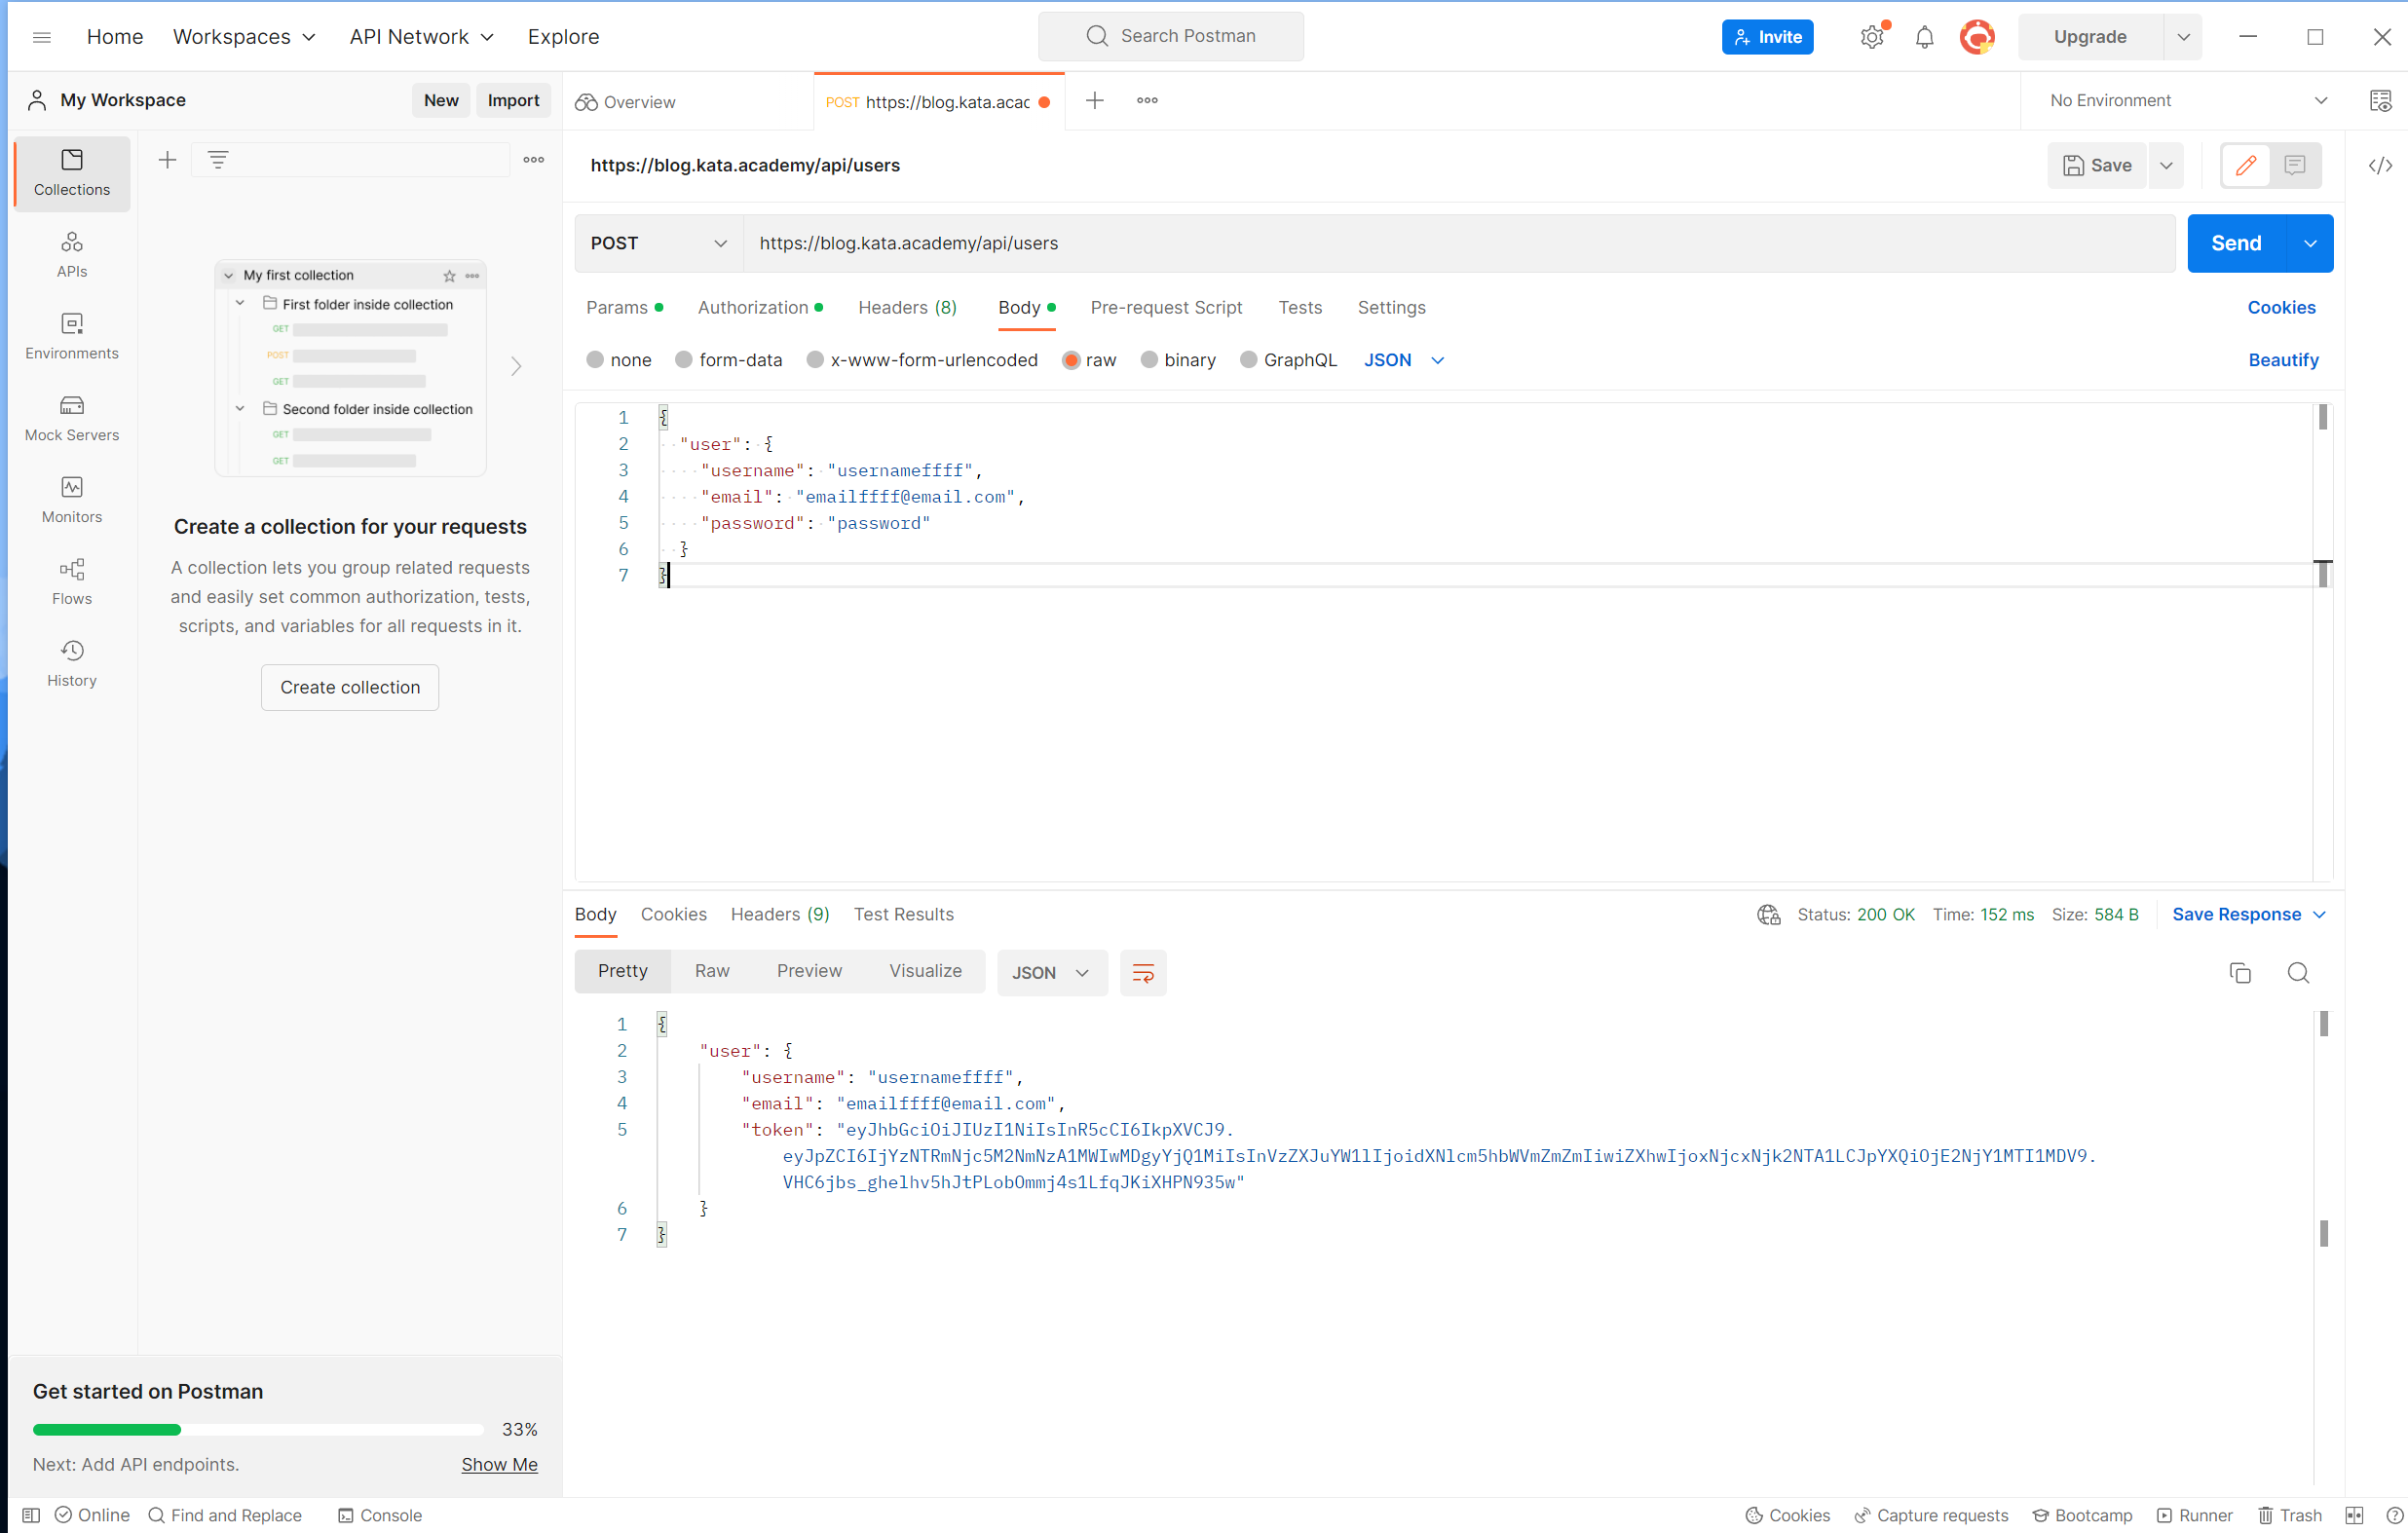 Home Workspaces API Network Explore Search Postman Invite Upgrade
My Workspace New Import Overview POST https://blog.kata.acac No Environment
Collections
APIs
Environments
Mock Servers
Monitors
Flows
History
My first collection
First folder inside collection
GET
POST
GET
Second folder inside collection
GET
GET
Create a collection for your requests
A collection lets you group related requests
and easily set common authorization, tests,
scripts, and variables for all requests in it.
Create collection
Get started on Postman
33%
Next: Add API endpoints. Show Me
https://blog.kata.academy/api/users Save
POST https://blog.kata.academy/api/users Send
Params Authorization Headers (8) Body Pre-request Script Tests Settings Cookies
none form-data x-www-form-urlencoded raw binary GraphQL JSON Beautify
1 {
2 "user": {
3 "username": "usernameffff",
4 "email": "emailffff@email.com",
5 "password": "password"
6 }
7 }
Body Cookies Headers (9) Test Results Status: 200 OK Time: 152 ms Size: 584 B Save Response
Pretty Raw Preview Visualize JSON
1 {
2 "user": {
3 "username": "usernameffff",
4 "email": "emailffff@email.com",
5 "token": "eyJhbGciOiJIUzI1NiIsInR5cCI6IkpXVCJ9.
eyJpZCI6IjYzNTRmNjc5M2NmNzA1MWIwMDgyYjQ1MiIsInVzZXJuYW1lIjoidXNlcm5hbWVmZmZmIiwiZXhwIjoxNjcxNjk2NTA1LCJpYXQiOjE2NjY1MTI1MDV9.
VHC6jbs_ghelhv5hJtPLobOmmj4s1LfqJKiXHPN935w"
6 }
7 }
Online Find and Replace Console Cookies Capture requests Bootcamp Runner Trash